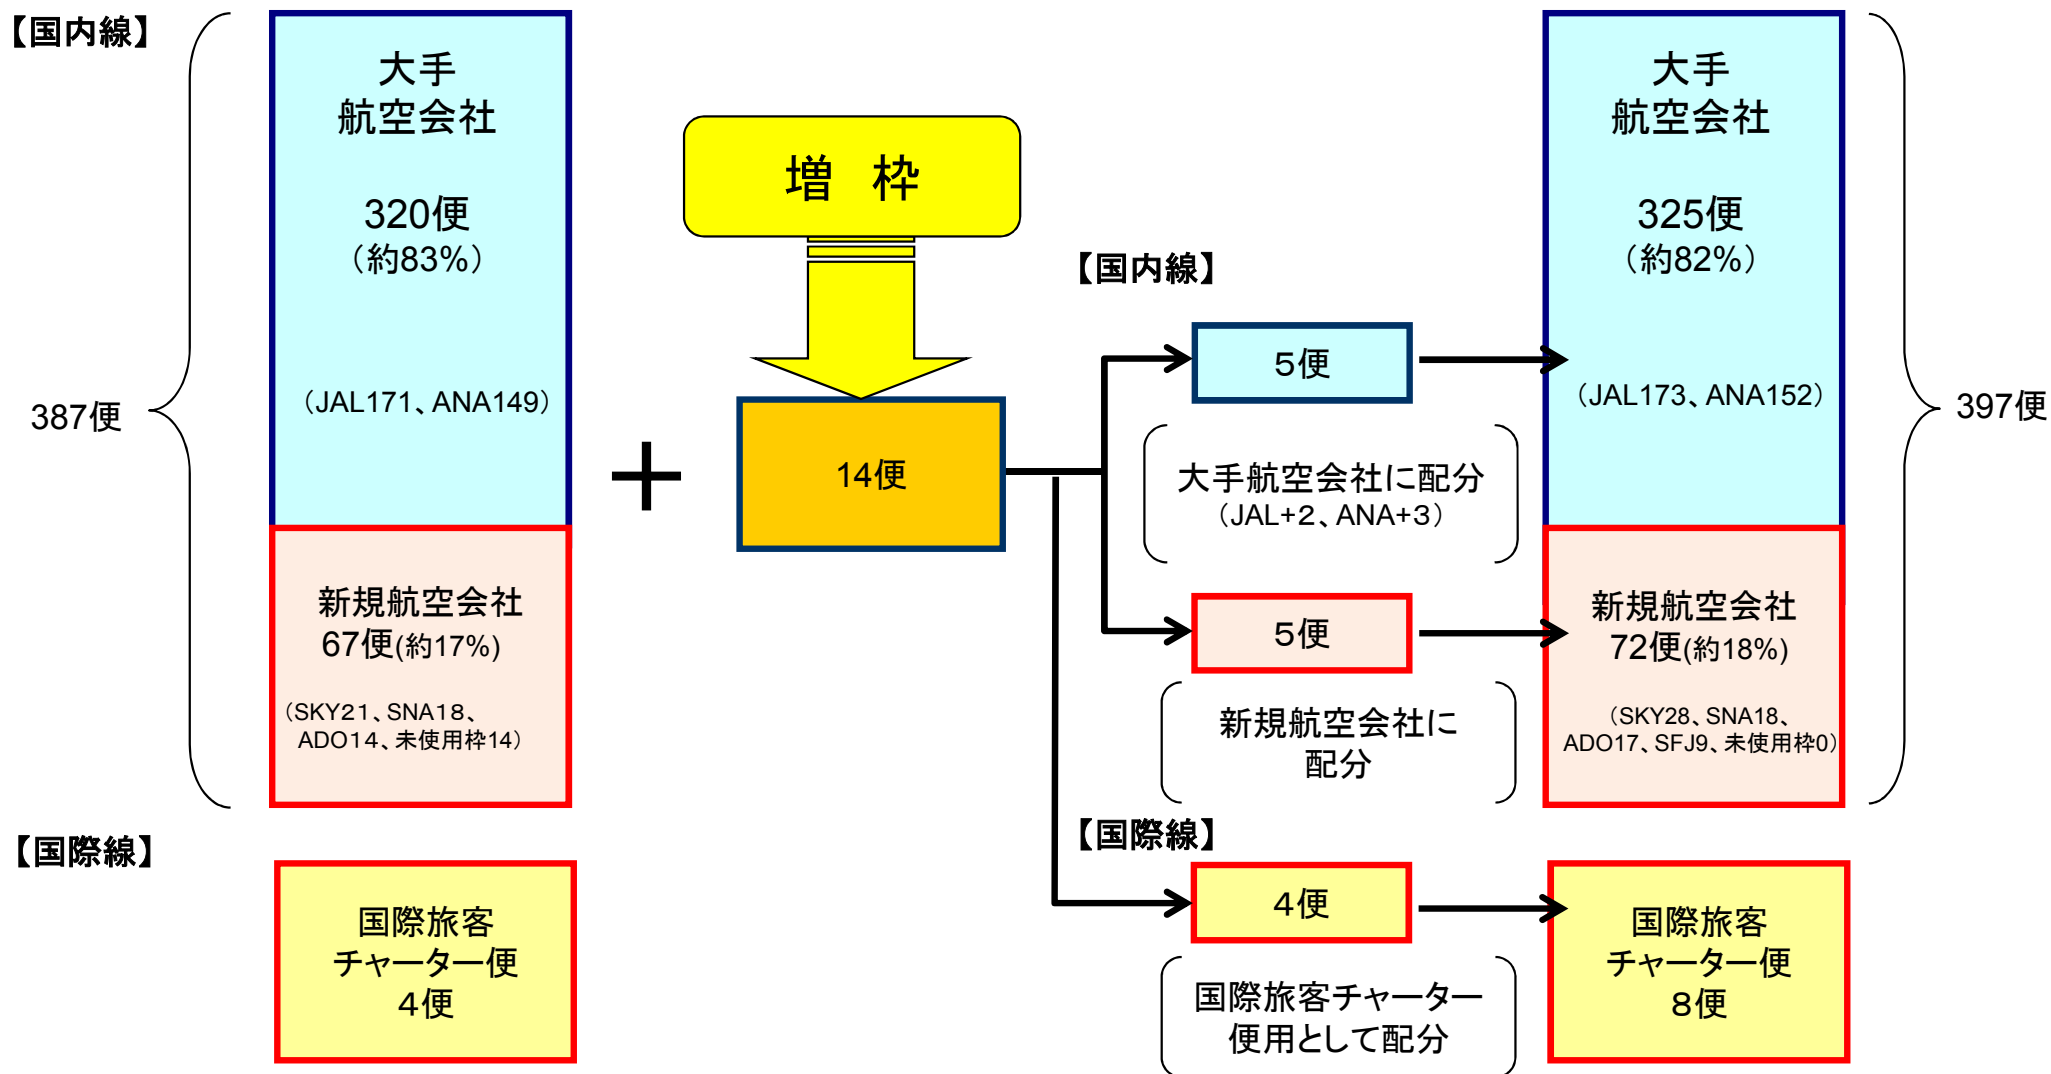 【国内線】
大手
航空会社
320便
（約83%）
（JAL171、ANA149）
387便
新規航空会社
67便(約17%)
（SKY２1、SNA1８、
ADO１4、未使用枠14）
【国際線】
国際旅客
チャーター便
４便
増　枠
14便
【国内線】
５便
大手航空会社に配分
（JAL+２、ANA+３）
５便
新規航空会社に
配分
【国際線】
４便
国際旅客チャーター
便用として配分
大手
航空会社
325便
（約82%）
（JAL173、ANA152）
397便
新規航空会社
72便(約18%)
（SKY28、SNA18、
ADO17、SFJ9、未使用枠0）
国際旅客
チャーター便
８便